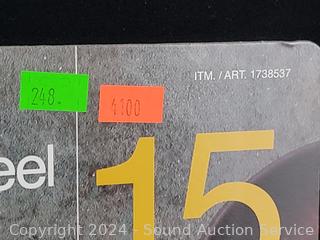 ITM. / ART. 1738537
248.
4100
eel
15
Copyright 2024 - Sound Auction Service